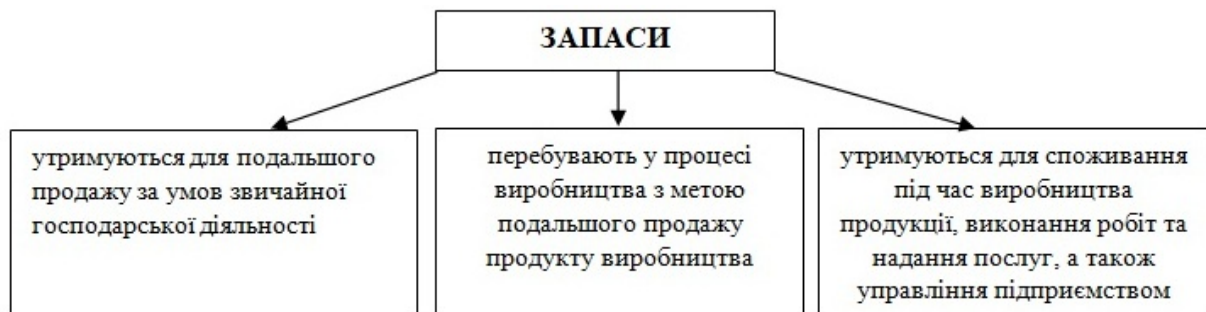 ЗАПАСИ
утримуються для подальшого
продажу за умов звичайної
господарської діяльності
перебувають у процесі
виробництва з метою
подальшого продажу
продукту виробництва
утримуються для споживання
під час виробництва
продукції, виконання робіт та
надання послуг, а також
управління підприємством